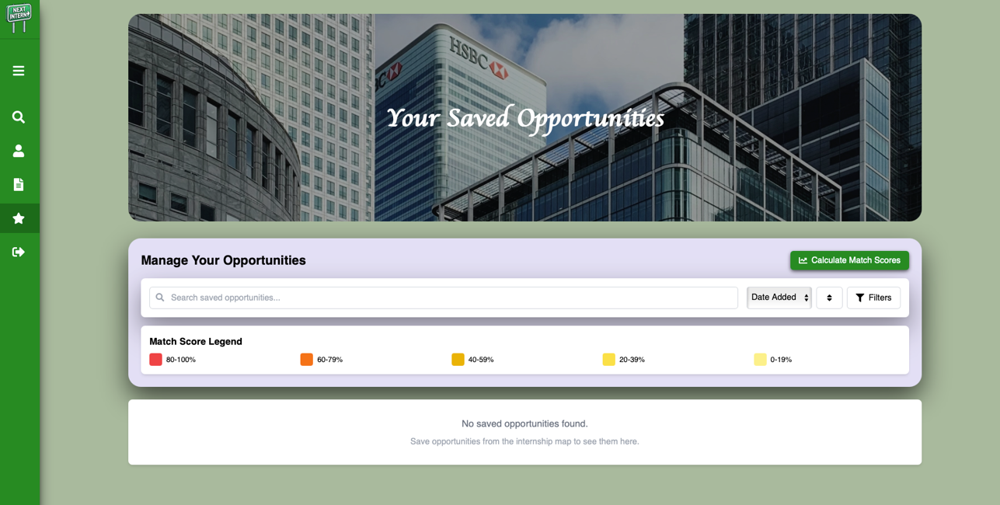 NEXT
INTERN
HSBC
Your Saved Opportunities
Manage Your Opportunities
Calculate Match Scores
Search saved opportunities...
Date Added
Filters
Match Score Legend
80-100%
60-79%
40-59%
20-39%
0-19%
No saved opportunities found.
Save opportunities from the internship map to see them here.